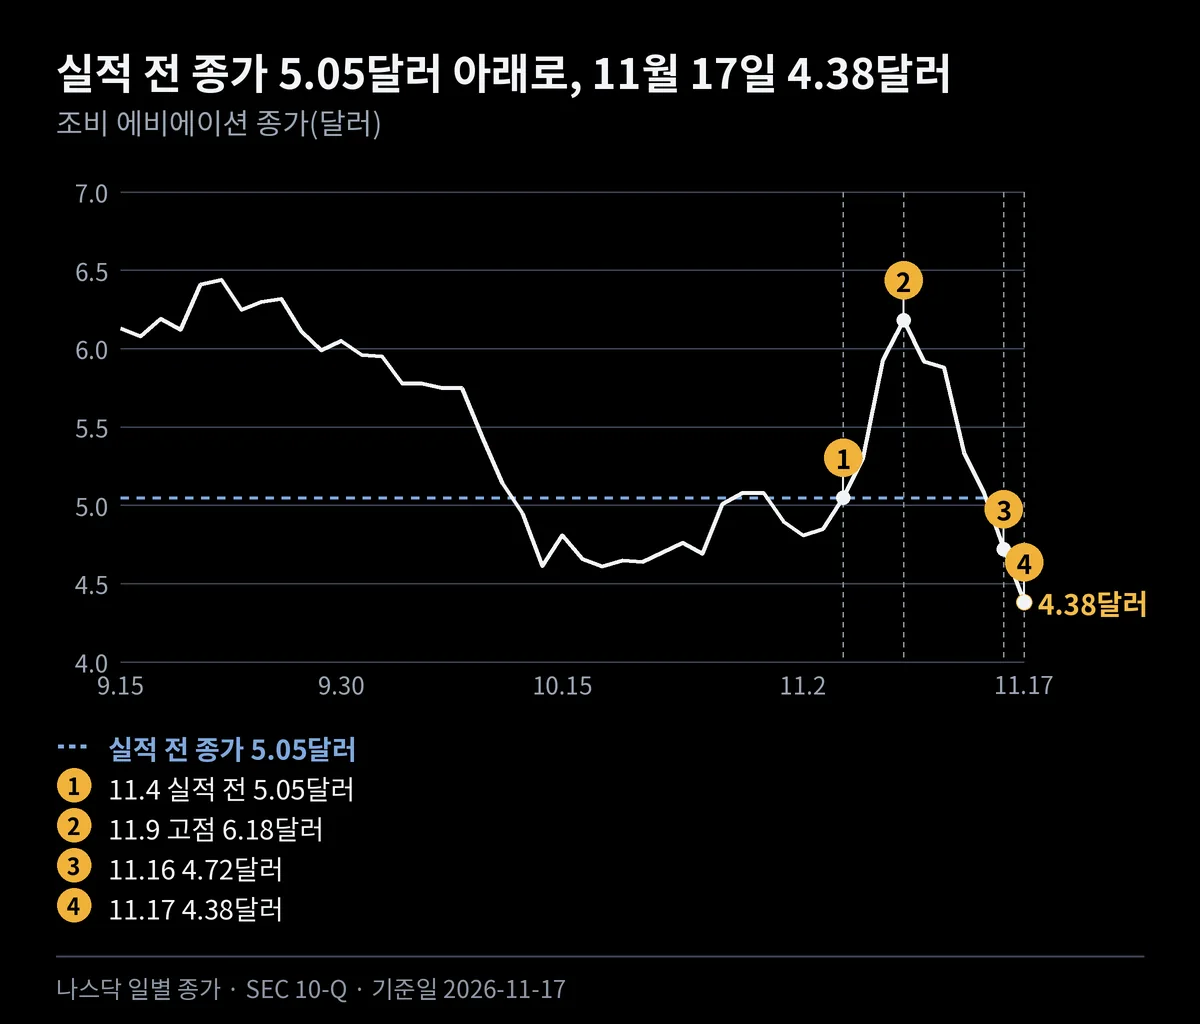 실적 전 종가 5.05달러 아래로, 11월 17일 4.38달러
조비 에비에이션 종가(달러)
7.0
6.5
6.0
5.5
5.0
4.5
4.0
1
2
3
4
4.38달러
9.15 9.30 10.15 11.2 11.17
실적 전 종가 5.05달러
1 11.4 실적 전 5.05달러
2 11.9 고점 6.18달러
3 11.16 4.72달러
4 11.17 4.38달러
나스닥 일별 종가 · SEC 10-Q · 기준일 2026-11-17